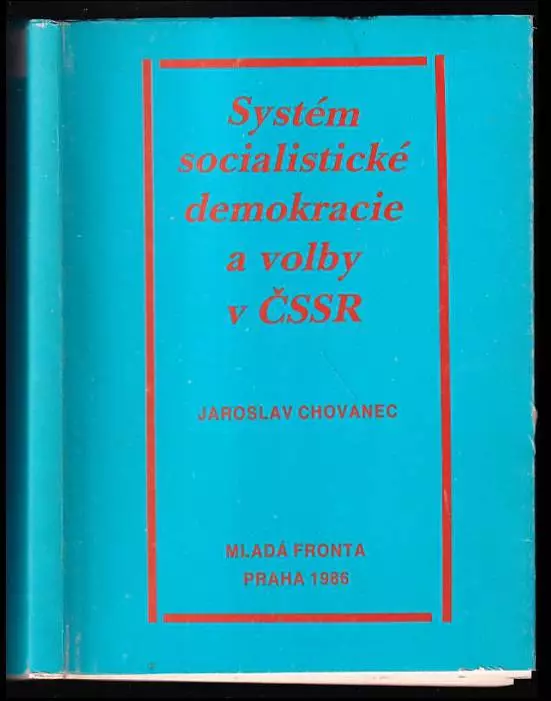 Systém
socialistické
demokracie
a volby
v ČSSR
JAROSLAV CHOVANEC
MLADÁ FRONTA
PRAHA 1986